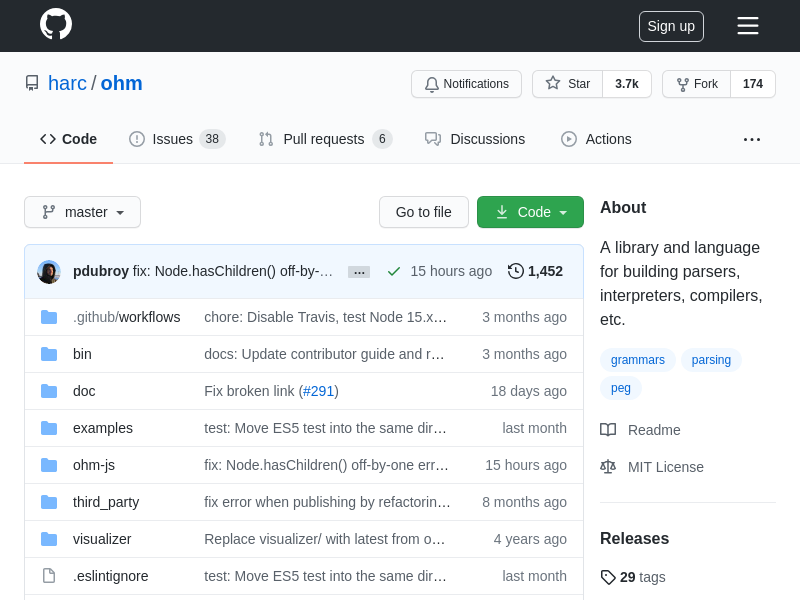 Sign up
harc / ohm
Notifications Star 3.7k Fork 174
Code Issues 38 Pull requests 6 Discussions Actions ...
master Go to file Code
pdubroy fix: Node.hasChildren() off-by-… ... 15 hours ago 1,452
.github/workflows chore: Disable Travis, test Node 15.x… 3 months ago
bin docs: Update contributor guide and r… 3 months ago
doc Fix broken link (#291) 18 days ago
examples test: Move ES5 test into the same dir… last month
ohm-js fix: Node.hasChildren() off-by-one err… 15 hours ago
third_party fix error when publishing by refactorin… 8 months ago
visualizer Replace visualizer/ with latest from o… 4 years ago
.eslintignore test: Move ES5 test into the same dir… last month
About
A library and language
for building parsers,
interpreters, compilers,
etc.
grammars parsing
peg
Readme
MIT License
Releases
29 tags